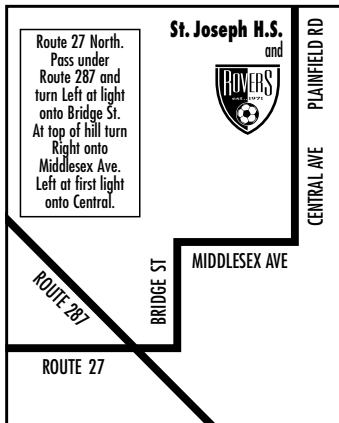 Route 27 North.
Pass under
Route 287 and
turn Left at light
onto Bridge St.
At top of hill turn
Right onto
Middlesex Ave.
Left at first light
onto Central.
St. Joseph H.S.
and
ROVERS
EST. 1971
PLAINFIELD RD
CENTRAL AVE
MIDDLESEX AVE
BRIDGE ST
ROUTE 287
ROUTE 27